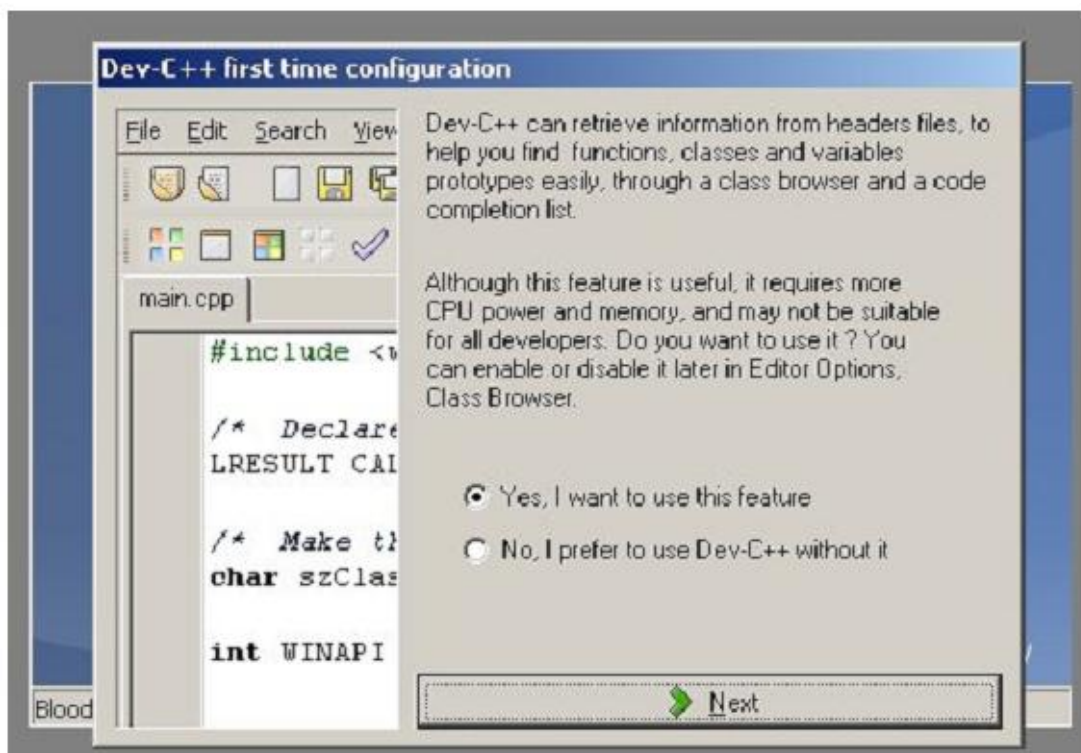 Dev-C++ first time configuration
File Edit Search View
main.cpp
#include <w
/* Declare
LRESULT CAL
/* Make th
char szClas
int WINAPI
Dev-C++ can retrieve information from headers files, to
help you find functions, classes and variables
prototypes easily, through a class browser and a code
completion list.
Although this feature is useful, it requires more
CPU power and memory, and may not be suitable
for all developers. Do you want to use it ? You
can enable or disable it later in Editor Options,
Class Browser.
Yes, I want to use this feature
No, I prefer to use Dev-C++ without it
Next
Blood